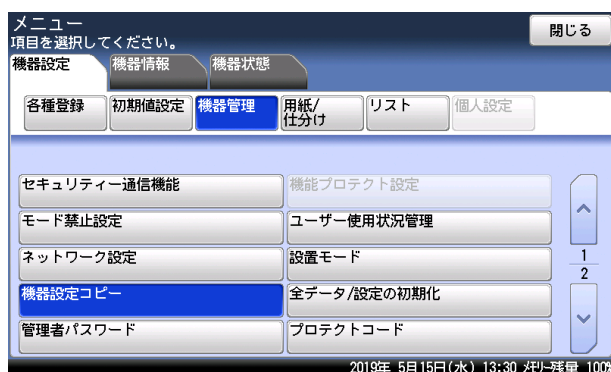 メニュー
閉じる
項目を選択してください。
機器設定 機器情報 機器状態
各種登録 初期値設定 機器管理 用紙/ リスト 個人設定
仕分け
セキュリティー通信機能 機能プロテクト設定
モード禁止設定 ユーザー使用状況管理
ネットワーク設定 設置モード
1
2
機器設定コピー 全データ/設定の初期化
管理者パスワード プロテクトコード
2019年 5月15日(水) 13:30 メモリー残量 100%